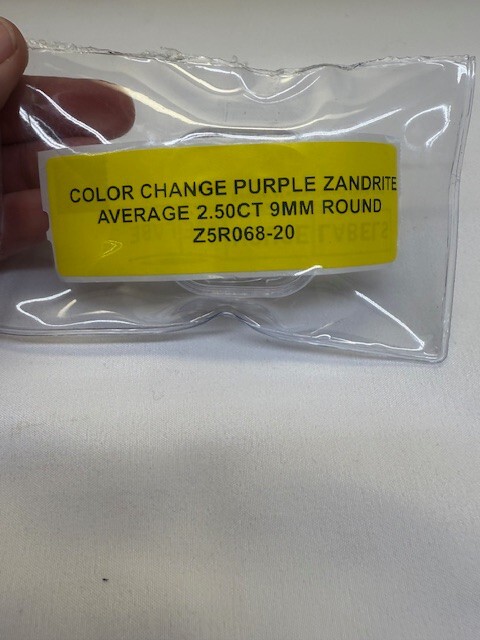 COLOR CHANGE PURPLE ZANDRITE
AVERAGE 2.50CT 9MM ROUND
Z5R068-20